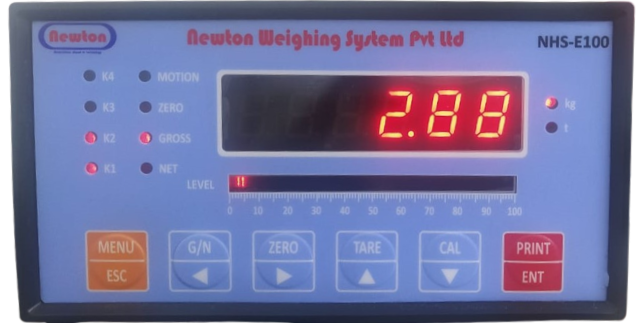 Newton
Newton Weighing System Pvt Ltd
NHS-E100
K4 MOTION
K3 ZERO
K2 GROSS
K1 NET
2.88
kg
t
LEVEL
0 10 20 30 40 50 60 70 80 90 100
MENU G/N ZERO TARE CAL PRINT
ESC ENT